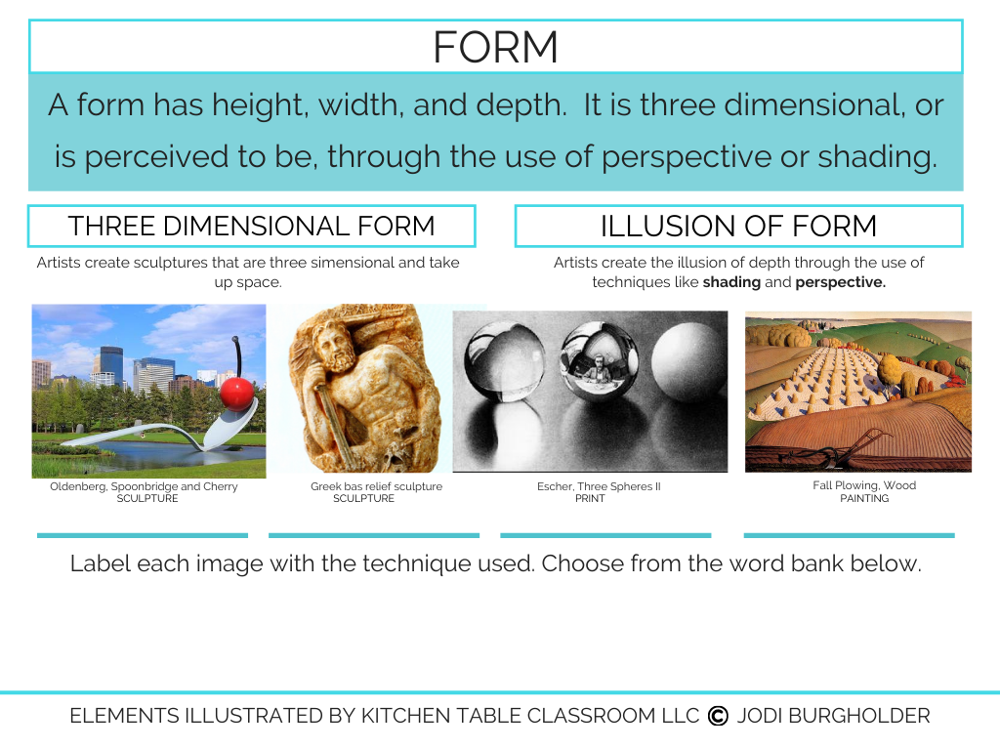 FORM
A form has height, width, and depth.  It is three dimensional, or
is perceived to be, through the use of perspective or shading.
THREE DIMENSIONAL FORM
Artists create sculptures that are three simensional and take
up space.
ILLUSION OF FORM
Artists create the illusion of depth through the use of
techniques like shading and perspective.
Oldenberg, Spoonbridge and Cherry
SCULPTURE
Greek bas relief sculpture
SCULPTURE
Escher, Three Spheres II
PRINT
Fall Plowing, Wood
PAINTING
Label each image with the technique used. Choose from the word bank below.
ELEMENTS ILLUSTRATED BY KITCHEN TABLE CLASSROOM LLC © JODI BURGHOLDER